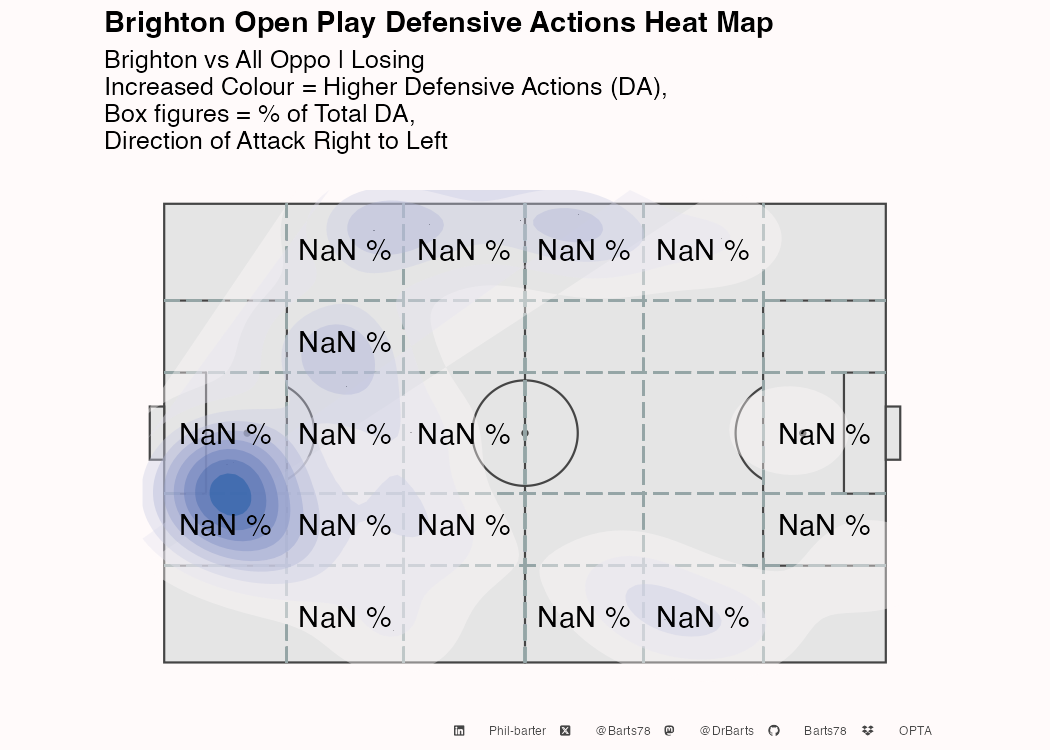 Brighton Open Play Defensive Actions Heat Map
Brighton vs All Oppo | Losing
Increased Colour = Higher Defensive Actions (DA),
Box figures = % of Total DA,
Direction of Attack Right to Left
NaN % NaN % NaN % NaN %
NaN %
NaN % NaN % NaN % NaN %
NaN % NaN % NaN % NaN %
NaN % NaN % NaN %
Phil-barter @Barts78 @DrBarts Barts78 OPTA